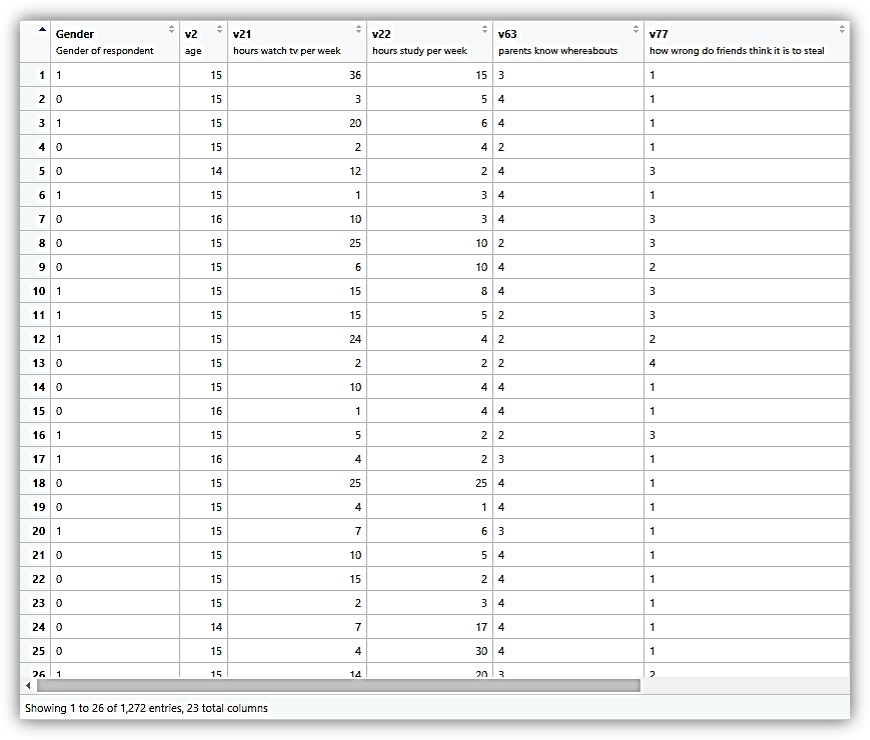 Gender v2 v21 v22 v63 v77
Gender of respondent age hours watch tv per week hours study per week parents know whereabouts how wrong do friends think it is to steal
1 1 15 36 15 3 1
2 0 15 3 5 4 1
3 1 15 20 6 4 1
4 0 15 2 4 2 1
5 0 14 12 2 4 3
6 1 15 1 3 4 1
7 0 16 10 3 4 3
8 0 15 25 10 2 3
9 0 15 6 10 4 2
10 1 15 15 8 4 3
11 1 15 15 5 2 3
12 1 15 24 4 2 2
13 0 15 2 2 2 4
14 0 15 10 4 4 1
15 0 16 1 4 4 1
16 1 15 5 2 2 3
17 1 16 4 2 3 1
18 0 15 25 25 4 1
19 0 15 4 1 4 1
20 1 15 7 6 3 1
21 0 15 10 5 4 1
22 0 15 15 2 4 1
23 0 15 2 3 4 1
24 0 14 7 17 4 1
25 0 15 4 30 4 1
26 1 15 14 20 3 2
Showing 1 to 26 of 1,272 entries, 23 total columns